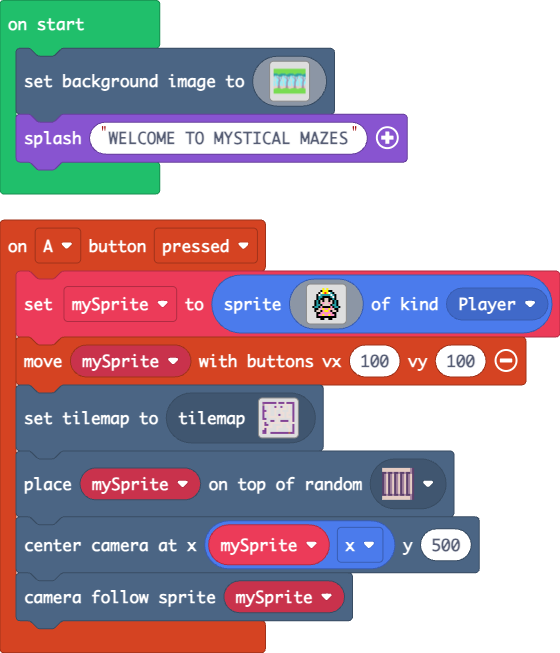 on start
set background image to
splash "WELCOME TO MYSTICAL MAZES"
on A button pressed
set mySprite to sprite of kind Player
move mySprite with buttons vx 100 vy 100
set tilemap to tilemap
place mySprite on top of random
center camera at x mySprite x y 500
camera follow sprite mySprite